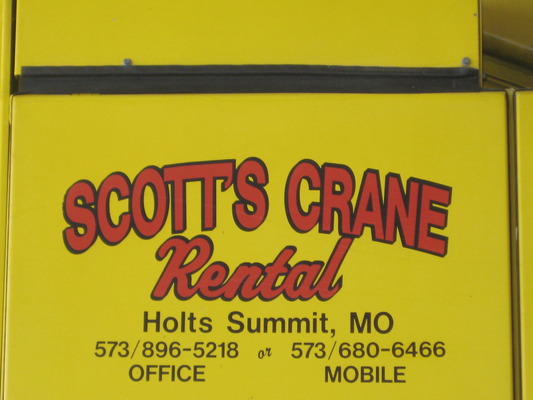 SCOTT'S CRANE
Rental
Holts Summit, MO
573/896-5218 or 573/680-6466
OFFICE MOBILE